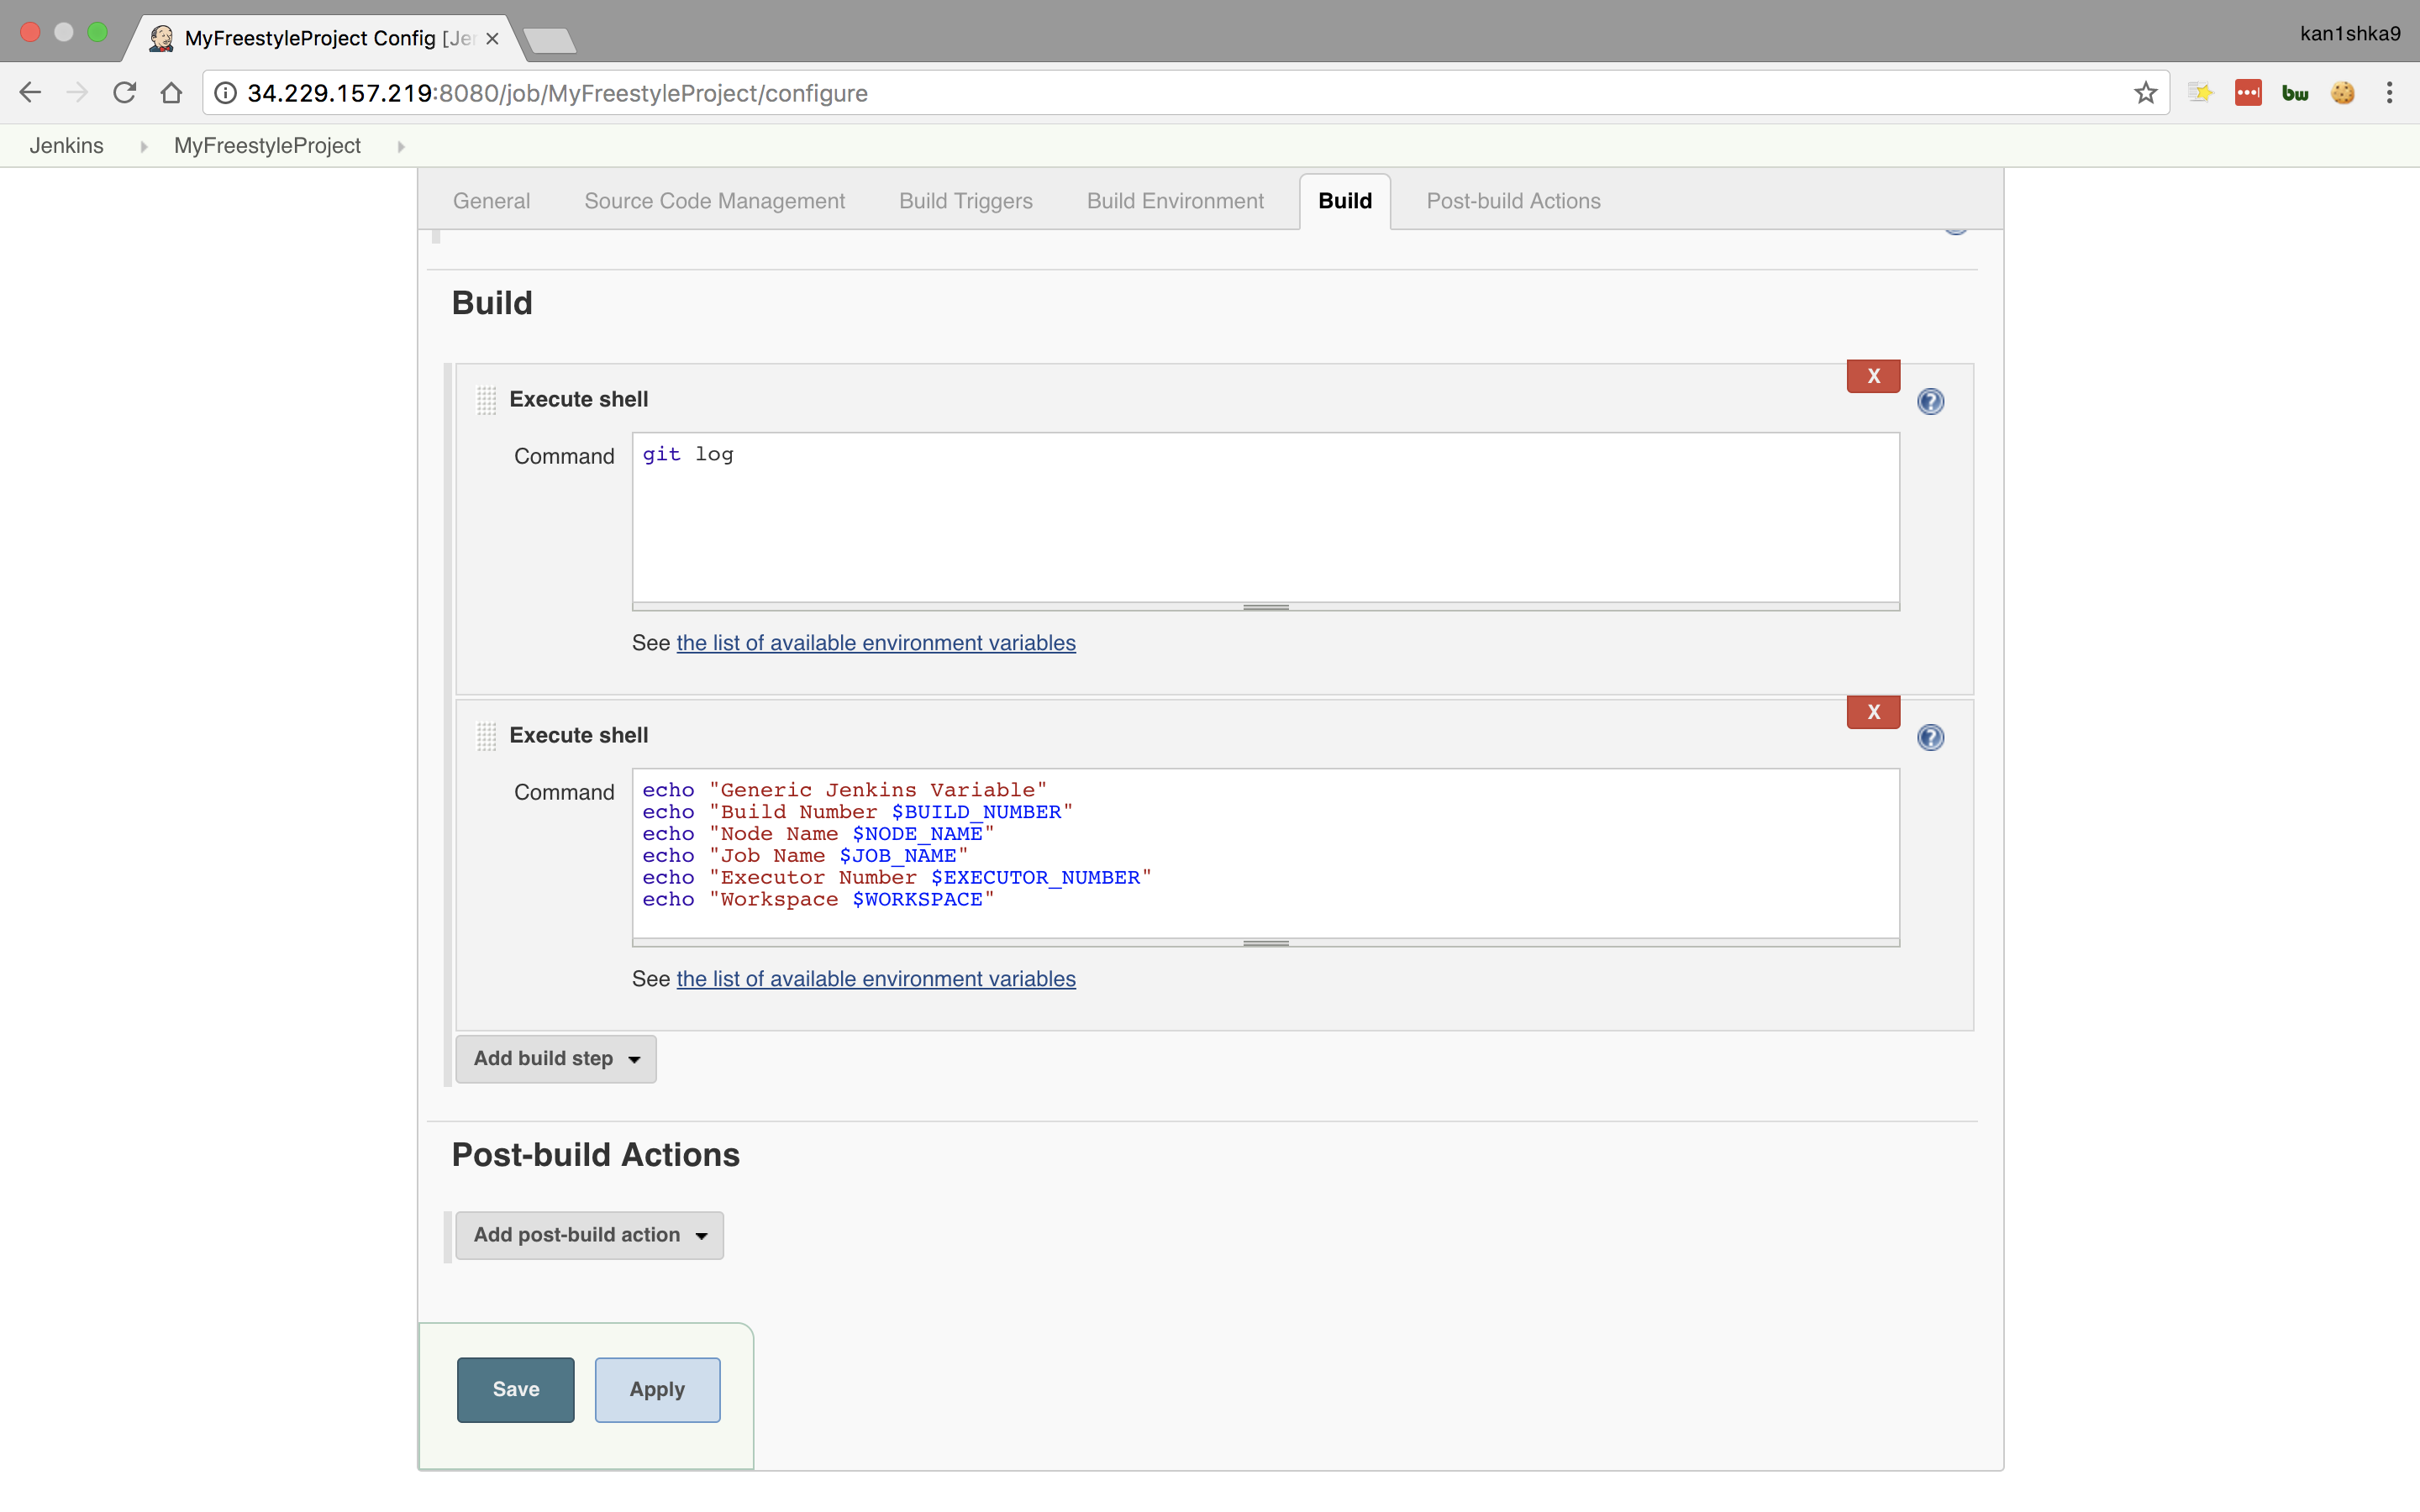 MyFreestyleProject Config [Je
kan1shka9
34.229.157.219:8080/job/MyFreestyleProject/configure
bw
Jenkins MyFreestyleProject
General Source Code Management Build Triggers Build Environment Build Post-build Actions
Build
X
Execute shell
?
Command
git log
See the list of available environment variables
X
Execute shell
?
Command
echo "Generic Jenkins Variable"
echo "Build Number $BUILD_NUMBER"
echo "Node Name $NODE_NAME"
echo "Job Name $JOB_NAME"
echo "Executor Number $EXECUTOR_NUMBER"
echo "Workspace $WORKSPACE"
See the list of available environment variables
Add build step
Post-build Actions
Add post-build action
Save Apply